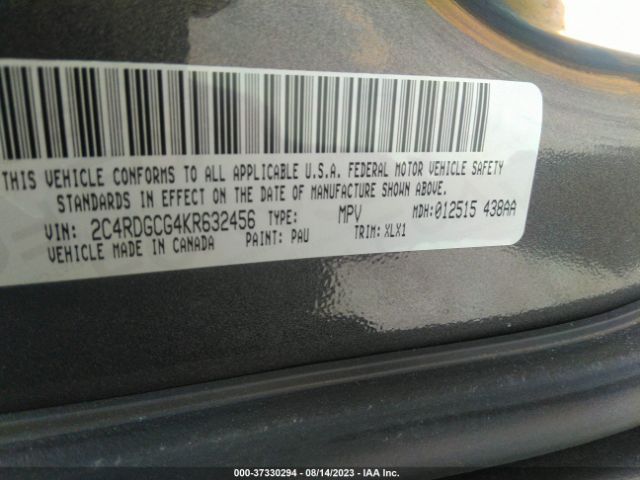 THIS VEHICLE CONFORMS TO ALL APPLICABLE U.S.A. FEDERAL MOTOR VEHICLE SAFETY
STANDARDS IN EFFECT ON THE DATE OF MANUFACTURE SHOWN ABOVE.
VIN: 2C4RDGCG4KR632456 TYPE: MPV MDH:012515 438AA
VEHICLE MADE IN CANADA PAINT: PAU TRIM: XLX1
000-37330294 - 08/14/2023 - IAA Inc.